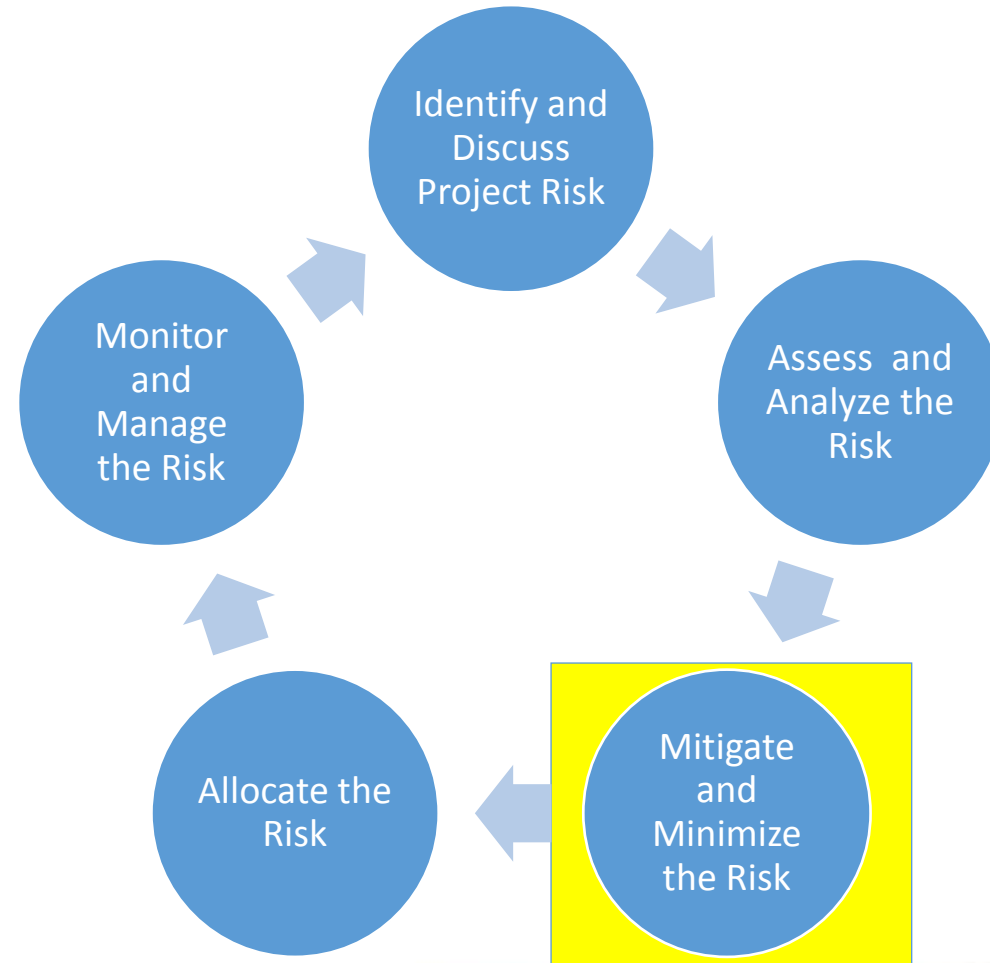 Identify and
Discuss
Project Risk
Assess and
Analyze the
Risk
Mitigate
and
Minimize
the Risk
Allocate the
Risk
Monitor
and
Manage
the Risk